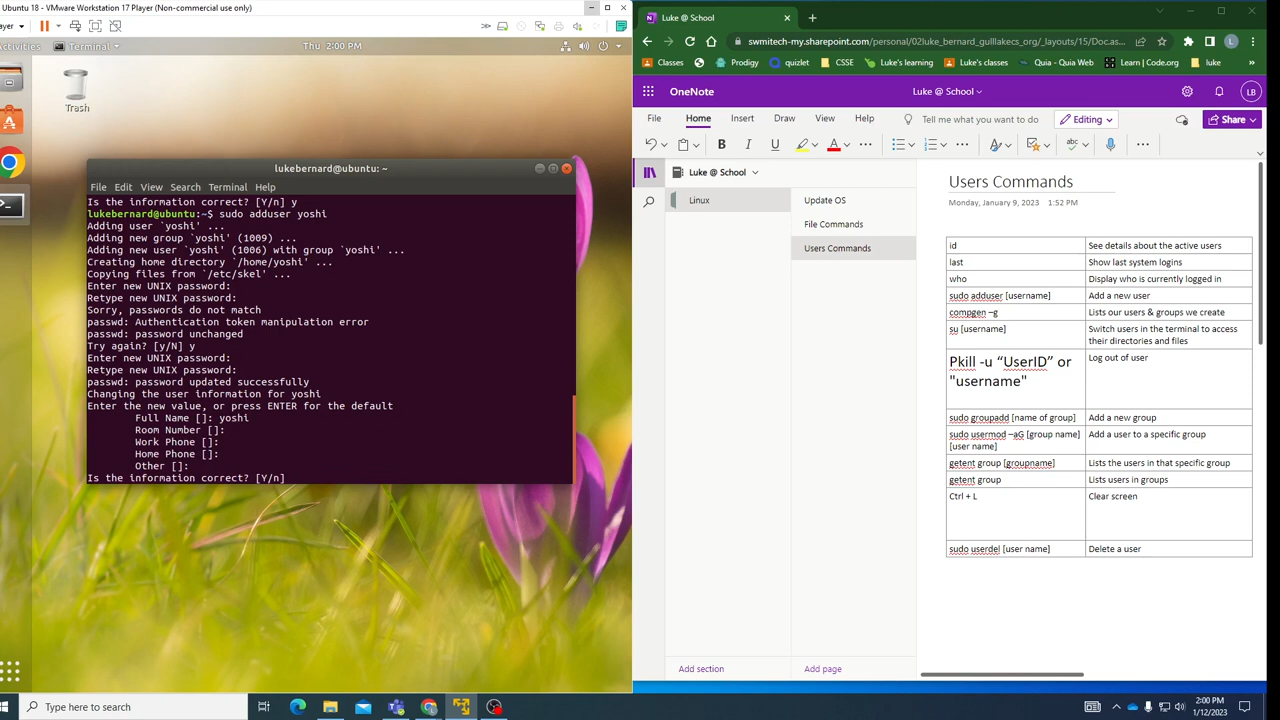 Ubuntu 18 - VMware Workstation 17 Player (Non-commercial use only)
ayer
Activities
Terminal
Thu 2:00 PM
Trash
lukebernard@ubuntu: ~
File Edit View Search Terminal Help
Is the information correct? [Y/n] y
lukebernard@ubuntu:~$ sudo adduser yoshi
Adding user `yoshi' ...
Adding new group `yoshi' (1009) ...
Adding new user `yoshi' (1006) with group `yoshi' ...
Creating home directory `/home/yoshi' ...
Copying files from `/etc/skel' ...
Enter new UNIX password:
Retype new UNIX password:
Sorry, passwords do not match
passwd: Authentication token manipulation error
passwd: password unchanged
Try again? [y/N] y
Enter new UNIX password:
Retype new UNIX password:
passwd: password updated successfully
Changing the user information for yoshi
Enter the new value, or press ENTER for the default
Full Name []: yoshi
Room Number []:
Work Phone []:
Home Phone []:
Other []:
Is the information correct? [Y/n]
Luke @ School
swmitech-my.sharepoint.com/personal/02luke_bernard_gulllakecs_org/_layouts/15/Doc.as...
L
Classes Prodigy quizlet CSSE Luke's learning Luke's classes Quia - Quia Web Learn | Code.org luke
OneNote
Luke @ School
LB
File Home Insert Draw View Help Tell me what you want to do Editing Share
B I U A abc
Luke @ School
Linux
Update OS
File Commands
Users Commands
Add section
Add page
Users Commands
Monday, January 9, 2023 1:52 PM
id See details about the active users
last Show last system logins
who Display who is currently logged in
sudo adduser [username] Add a new user
compgen –g Lists our users & groups we create
su [username] Switch users in the terminal to access
their directories and files
Pkill -u “UserID” or Log out of user
"username"
sudo groupadd [name of group] Add a new group
sudo usermod –aG [group name] Add a user to a specific group
[user name]
getent group [groupname] Lists the users in that specific group
getent group Lists users in groups
Ctrl + L Clear screen
sudo userdel [user name] Delete a user
Type here to search
2:00 PM
1/12/2023